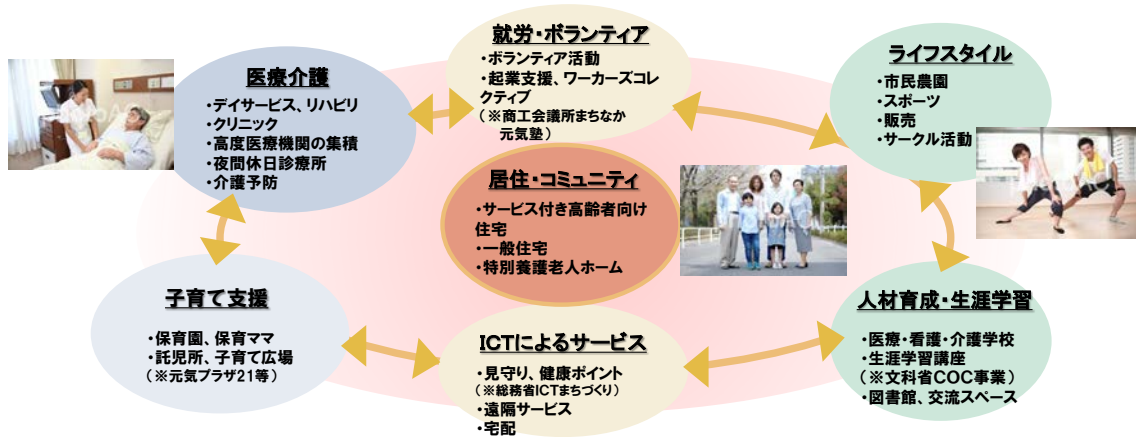 就労・ボランティア
・ボランティア活動
・起業支援、ワーカーズコレ
クティブ
（※商工会議所まちなか
元気塾）
医療介護
・デイサービス、リハビリ
・クリニック
・高度医療機関の集積
・夜間休日診療所
・介護予防
ライフスタイル
・市民農園
・スポーツ
・販売
・サークル活動
居住・コミュニティ
・サービス付き高齢者向け
住宅
・一般住宅
・特別養護老人ホーム
子育て支援
・保育園、保育ママ
・託児所、子育て広場
（※元気プラザ２１等）
ICTによるサービス
・見守り、健康ポイント
（※総務省ICTまちづくり）
・遠隔サービス
・宅配
人材育成・生涯学習
・医療・看護・介護学校
・生涯学習講座
（※文科省COC事業）
・図書館、交流スペース